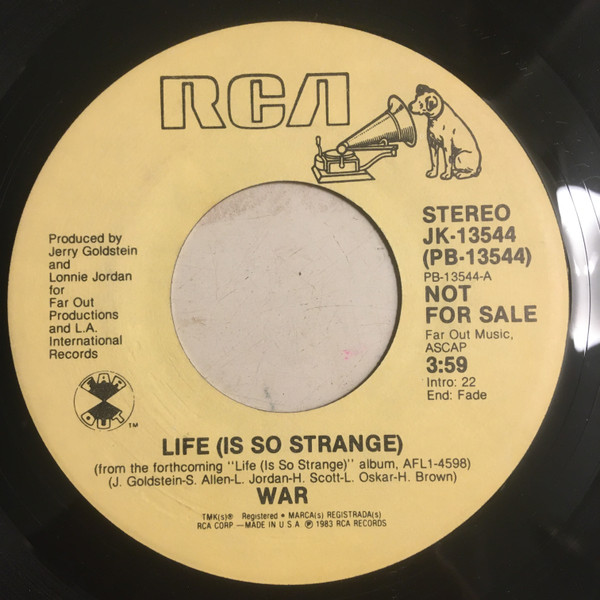 RCA
STEREO
JK-13544
(PB-13544)
PB-13544-A
NOT
FOR SALE
Far Out Music,
ASCAP
3:59
Intro: 22
End: Fade
Produced by
Jerry Goldstein
and
Lonnie Jordan
for
Far Out
Productions
and L.A.
International
Records
FAR
OUT
TM
LIFE (IS SO STRANGE)
(from the forthcoming "Life (Is So Strange)" album, AFL1-4598)
(J. Goldstein-S. Allen-L. Jordan-H. Scott-L. Oskar-H. Brown)
WAR
TMK(s)® Registered • MARCA(s) REGISTRADA(s)
RCA CORP —MADE IN U S A ℗ 1983 RCA RECORDS